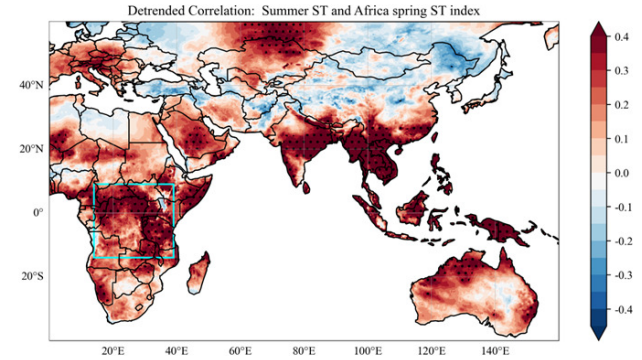 Detrended Correlation: Summer ST and Africa spring ST index
40°N
20°N
0°
20°S
20°E
40°E
60°E
80°E
100°E
120°E
140°E
0.4
0.3
0.2
0.1
0.0
-0.1
-0.2
-0.3
-0.4